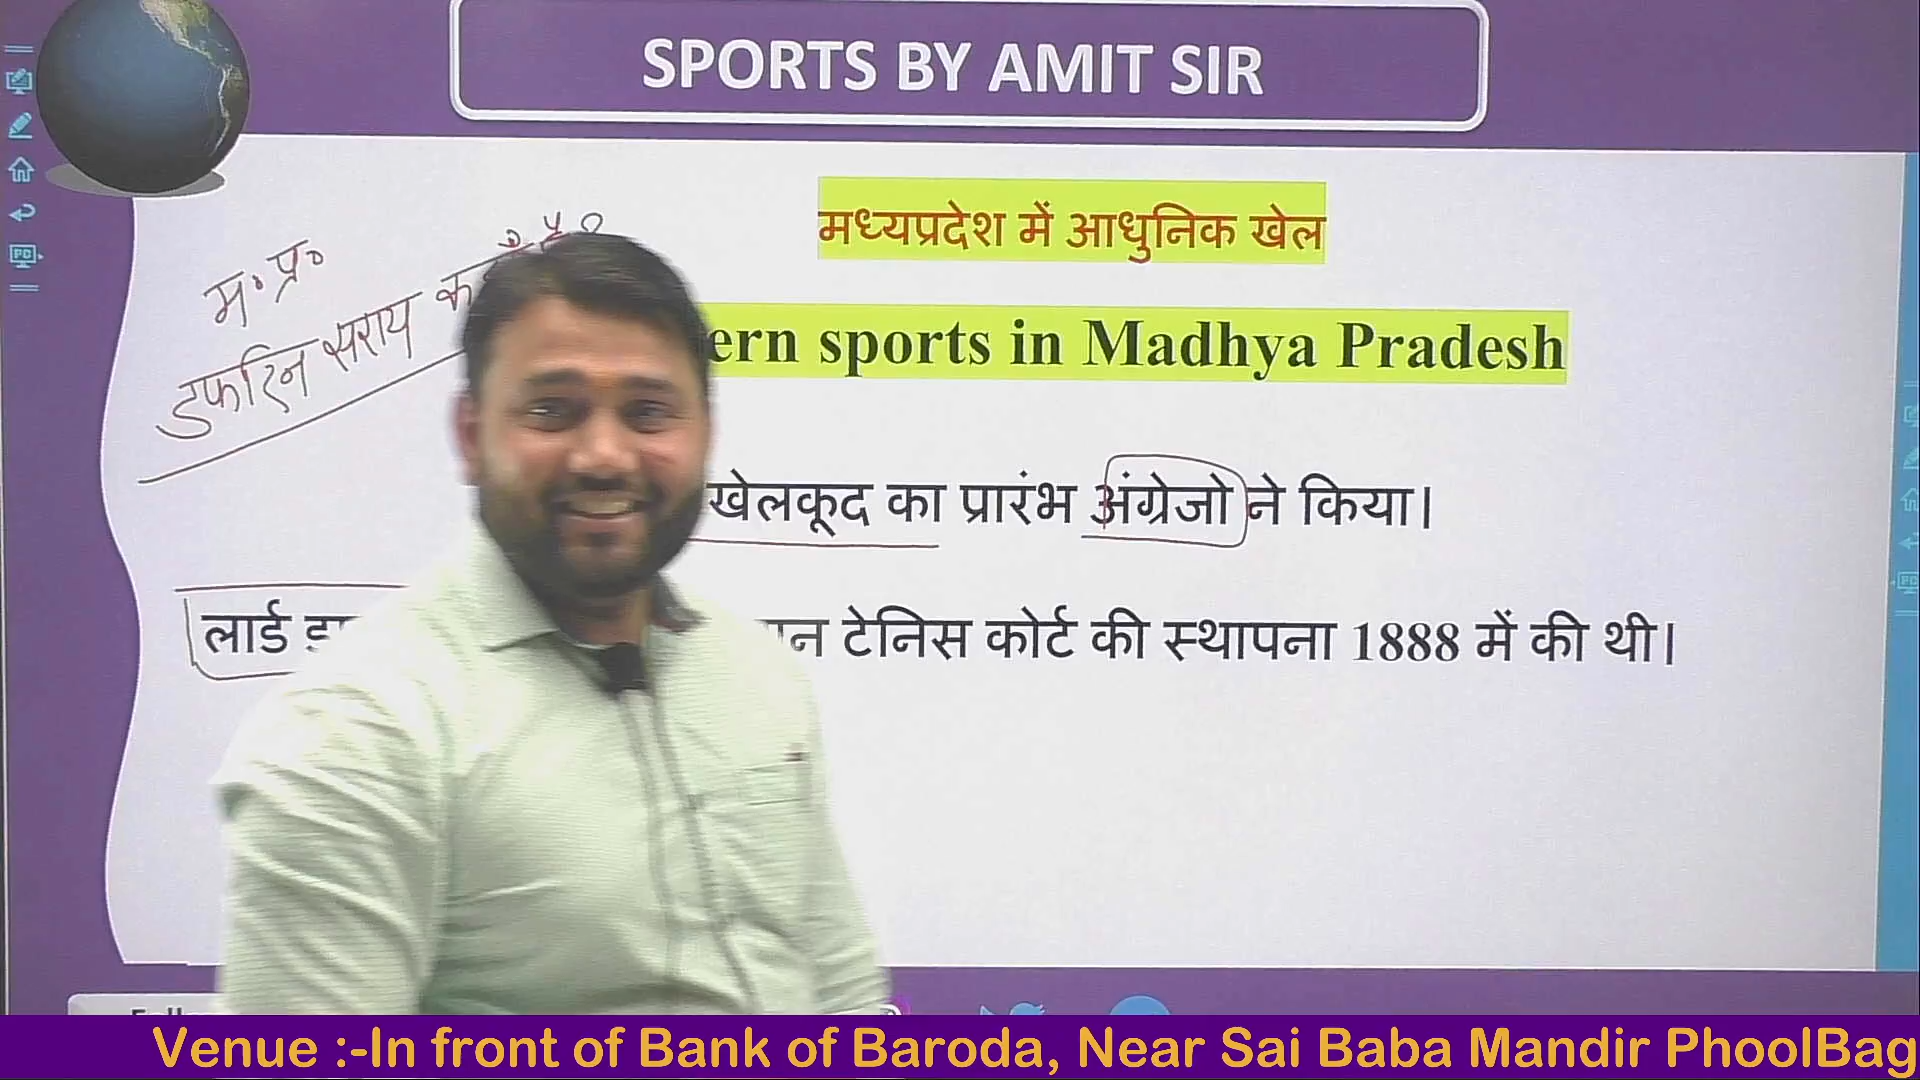 SPORTS BY AMIT SIR
मध्यप्रदेश में आधुनिक खेल
ern sports in Madhya Pradesh
म॰ प्र॰
डफरिन सराय
खेलकूद का प्रारंभ अंग्रेजो ने किया।
लार्ड टेनिस कोर्ट की स्थापना 1888 में की थी।
Venue :-In front of Bank of Baroda, Near Sai Baba Mandir PhoolBag